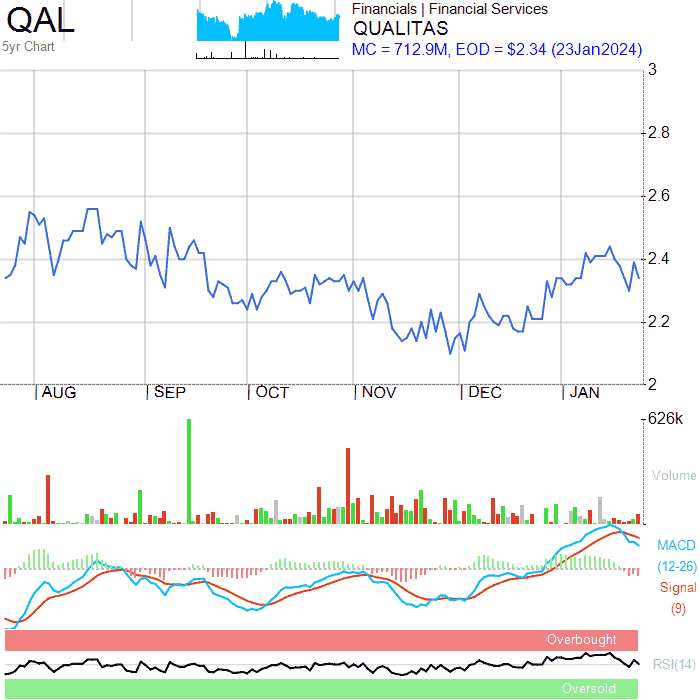 QAL
5yr Chart
Financials | Financial Services
QUALITAS
MC = 712.9M, EOD = $2.34 (23Jan2024)
3
2.8
2.6
2.4
2.2
2
AUG SEP OCT NOV DEC JAN
626k
Volume
MACD
(12-26)
Signal
(9)
Overbought
RSI(14)
Oversold